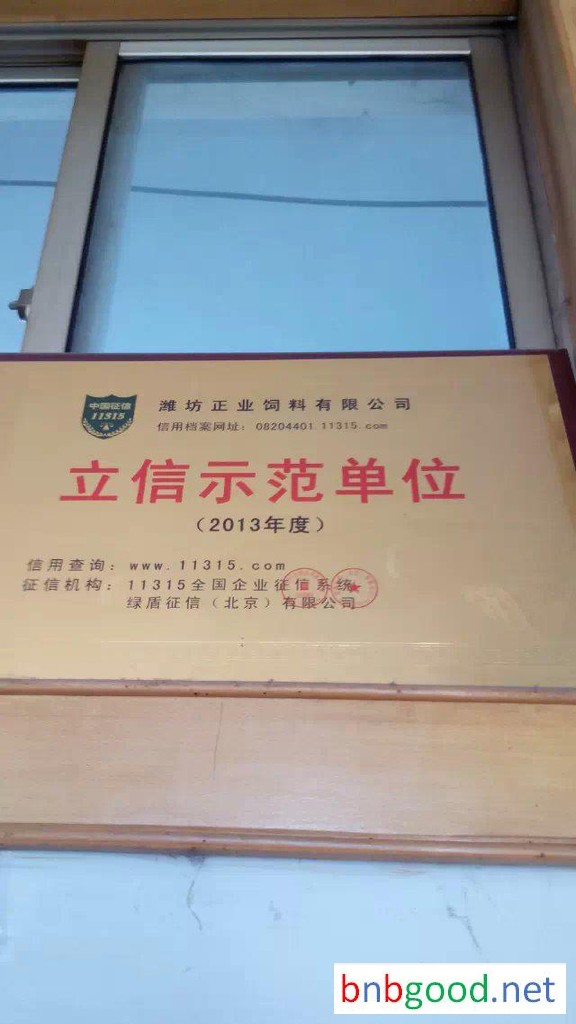 中国征信
11315
潍坊正业饲料有限公司
信用档案网址：08204401.11315.com
立信示范单位
（2013年度）
信用查询：www.11315.com
征信机构：11315全国企业征信系统
绿盾征信（北京）有限公司
bnbgood.net